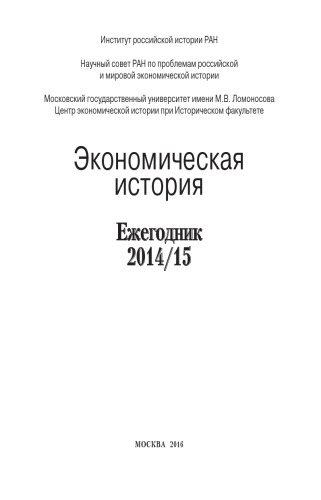 Институт российской истории РАН
Научный совет РАН по проблемам российской
и мировой экономической истории
Московский государственный университет имени М.В. Ломоносова
Центр экономической истории при Историческом факультете
Экономическая
история
Ежегодник
2014/15
МОСКВА 2016